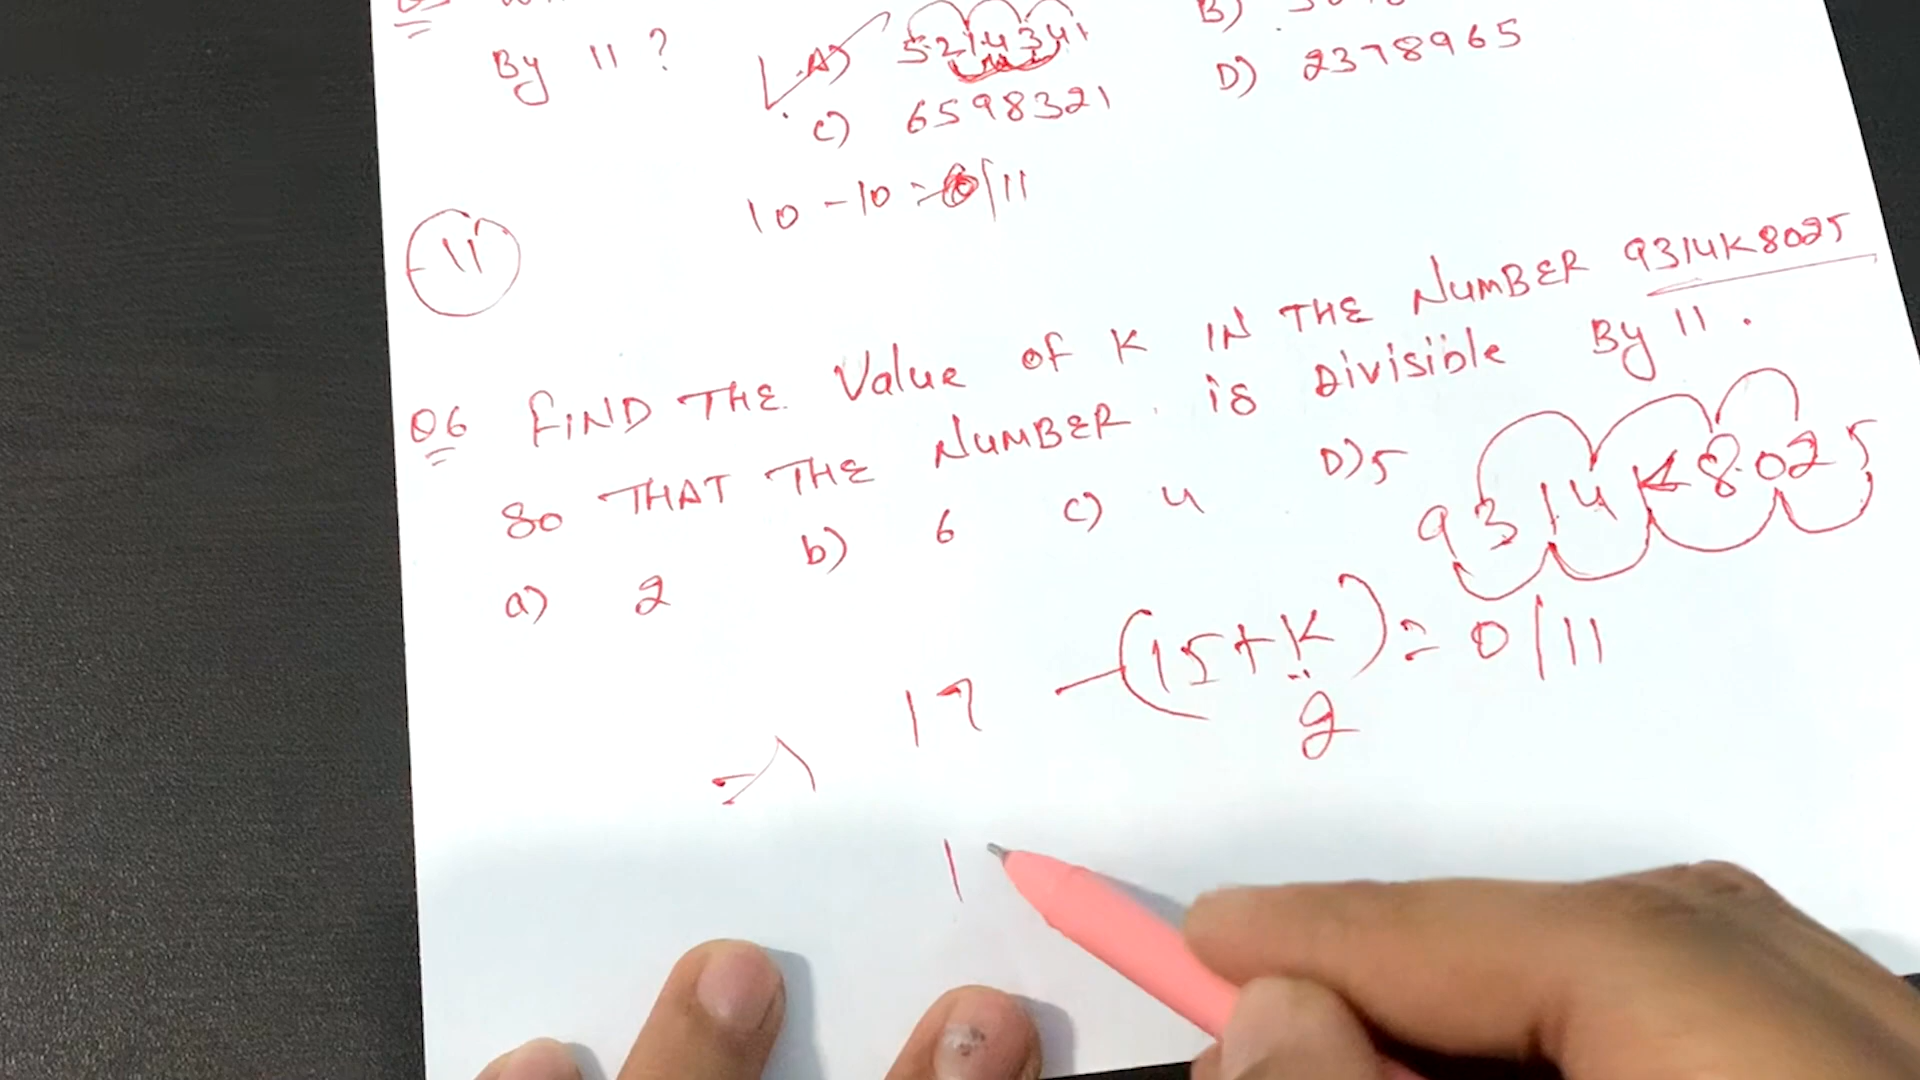 By 11 ?
A) 5214341
B)
C) 6598321
D) 2378965
10 - 10 = 0/11
11
Q6 FIND THE Value OF K IN THE NUMBER 9314K8025
SO THAT THE NUMBER is Divisible By 11.
a) 2 b) 6 c) 4 D) 5
9314K8025
=> 17 - (15+K) = 0/11
2
1